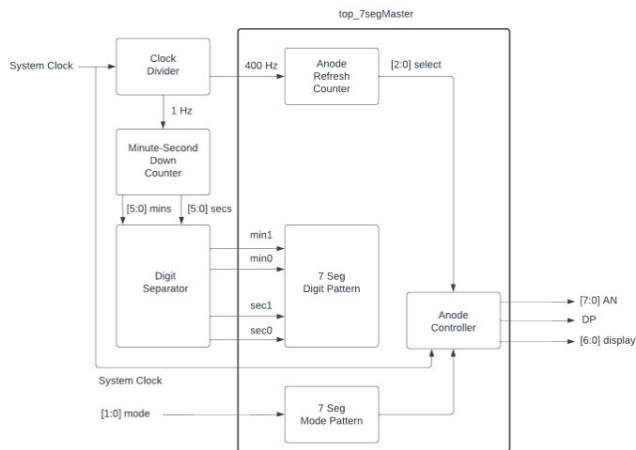 top_7segMaster
System Clock
Clock
Divider
400 Hz
Anode
Refresh
Counter
[2:0] select
1 Hz
Minute-Second
Down
Counter
[5:0] mins
[5:0] secs
Digit
Separator
min1
min0
sec1
sec0
7 Seg
Digit Pattern
Anode
Controller
[7:0] AN
DP
[6:0] display
System Clock
[1:0] mode
7 Seg
Mode Pattern